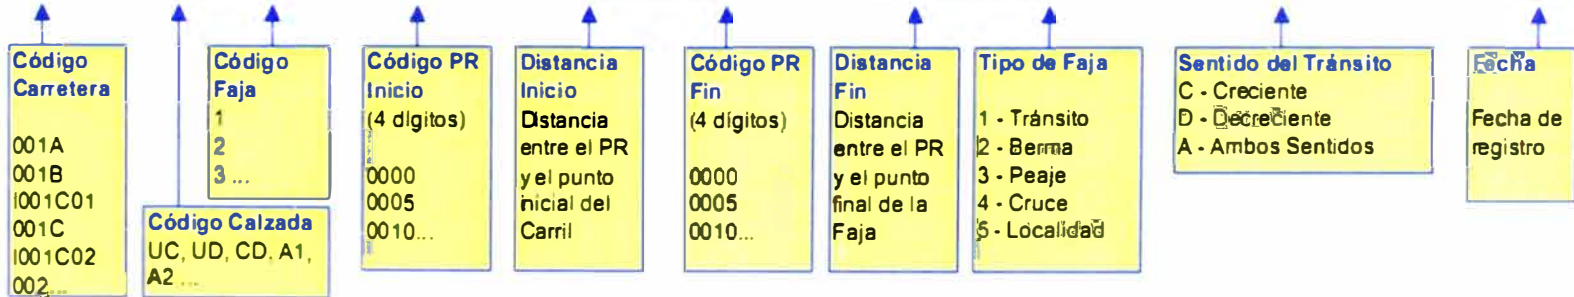 Código
Carretera
001A
001B
I001C01
001C
I001C02
002...
Código Calzada
UC, UD, CD. A1,
A2 ....
Código
Faja
1
2
3 ...
Código PR
Inicio
(4 dígitos)
0000
0005
0010...
Distancia
Inicio
Distancia
entre el PR
y el punto
inicial del
Carril
Código PR
Fin
(4 dígitos)
0000
0005
0010...
Distancia
Fin
Distancia
entre el PR
y el punto
final de la
Faja
Tipo de Faja
1 - Tránsito
2 - Berma
3 - Peaje
4 - Cruce
5 - Localidad
Sentido del Tránsito
C - Creciente
D - Decreciente
A - Ambos Sentidos
Fecha
Fecha de
registro